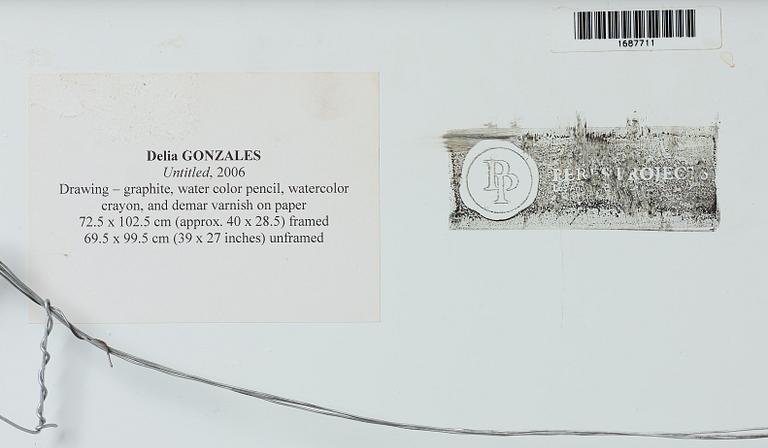 1687711
Delia GONZALES
Untitled, 2006
Drawing – graphite, water color pencil, watercolor
crayon, and demar varnish on paper
72.5 x 102.5 cm (approx. 40 x 28.5) framed
69.5 x 99.5 cm (39 x 27 inches) unframed
PP